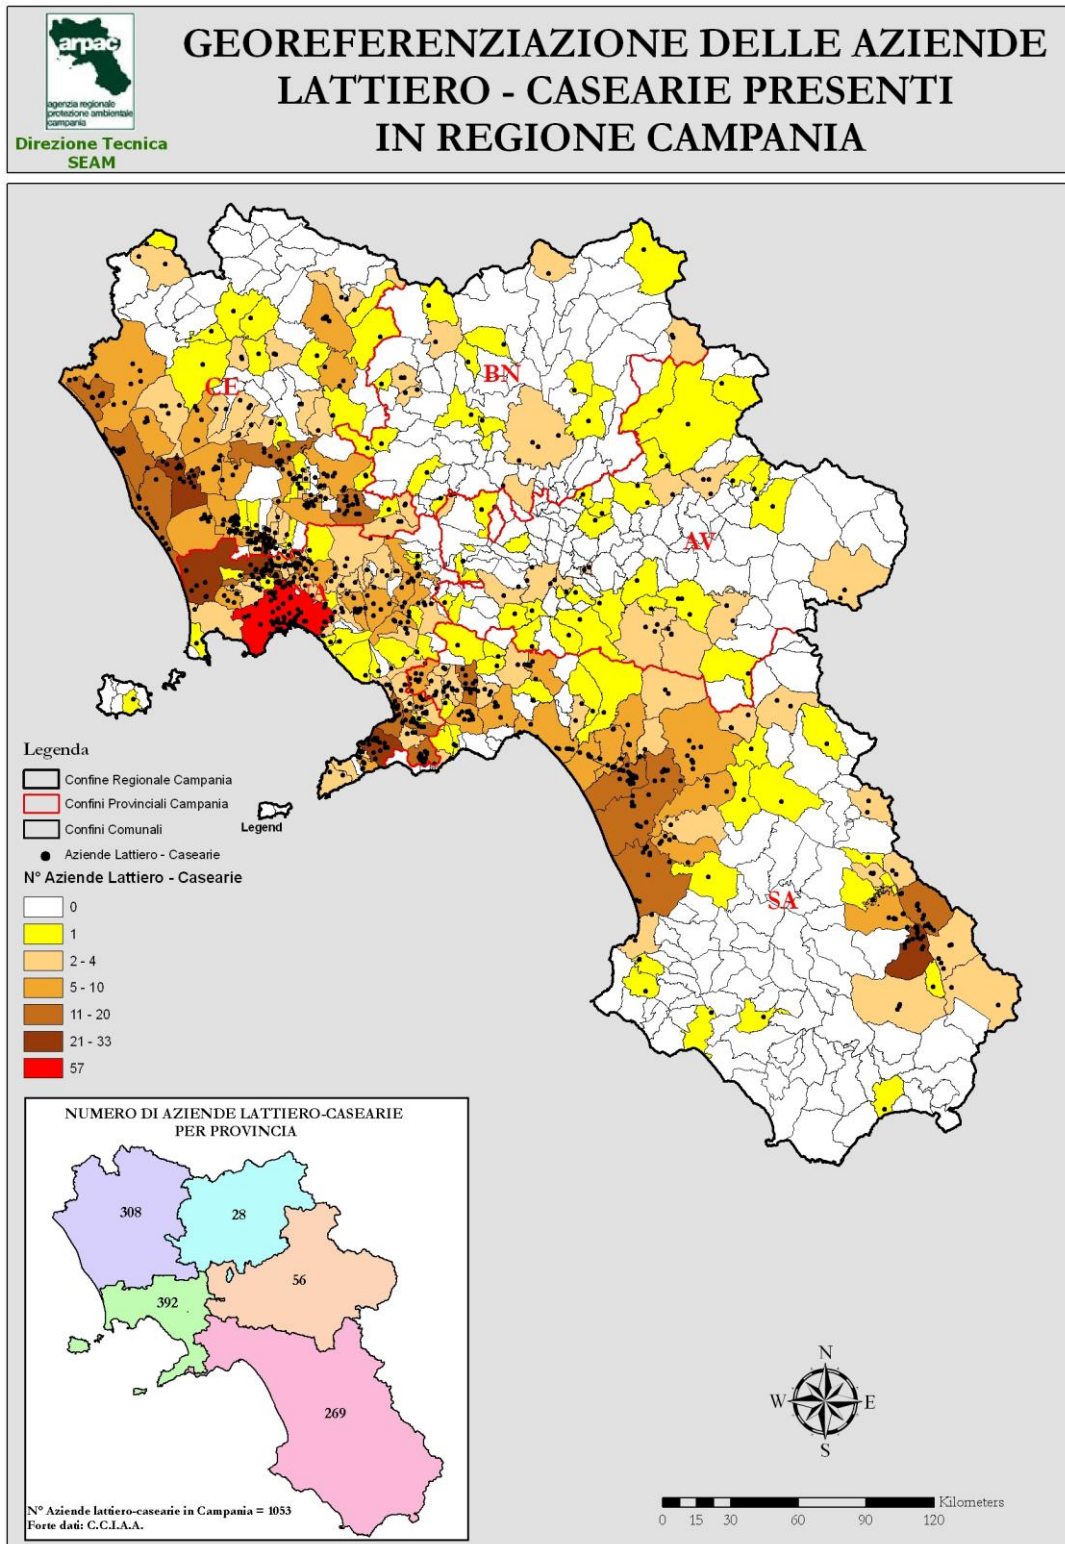 arpac
agenzia regionale
protezione ambientale
campania
Direzione Tecnica
SEAM
GEOREFERENZIAZIONE DELLE AZIENDE
LATTIERO - CASEARIE PRESENTI
IN REGIONE CAMPANIA
CE
BN
AV
NA
SA
Legenda
Confine Regionale Campania
Confini Provinciali Campania
Confini Comunali
Legend
Aziende Lattiero - Casearie
N° Aziende Lattiero - Casearie
0
1
2 - 4
5 - 10
11 - 20
21 - 33
57
NUMERO DI AZIENDE LATTIERO-CASEARIE
PER PROVINCIA
308
28
56
392
269
N° Aziende lattiero-casearie in Campania = 1053
Forte dati: C.C.I.A.A.
N
W
E
S
Kilometers
0 15 30 60 90 120